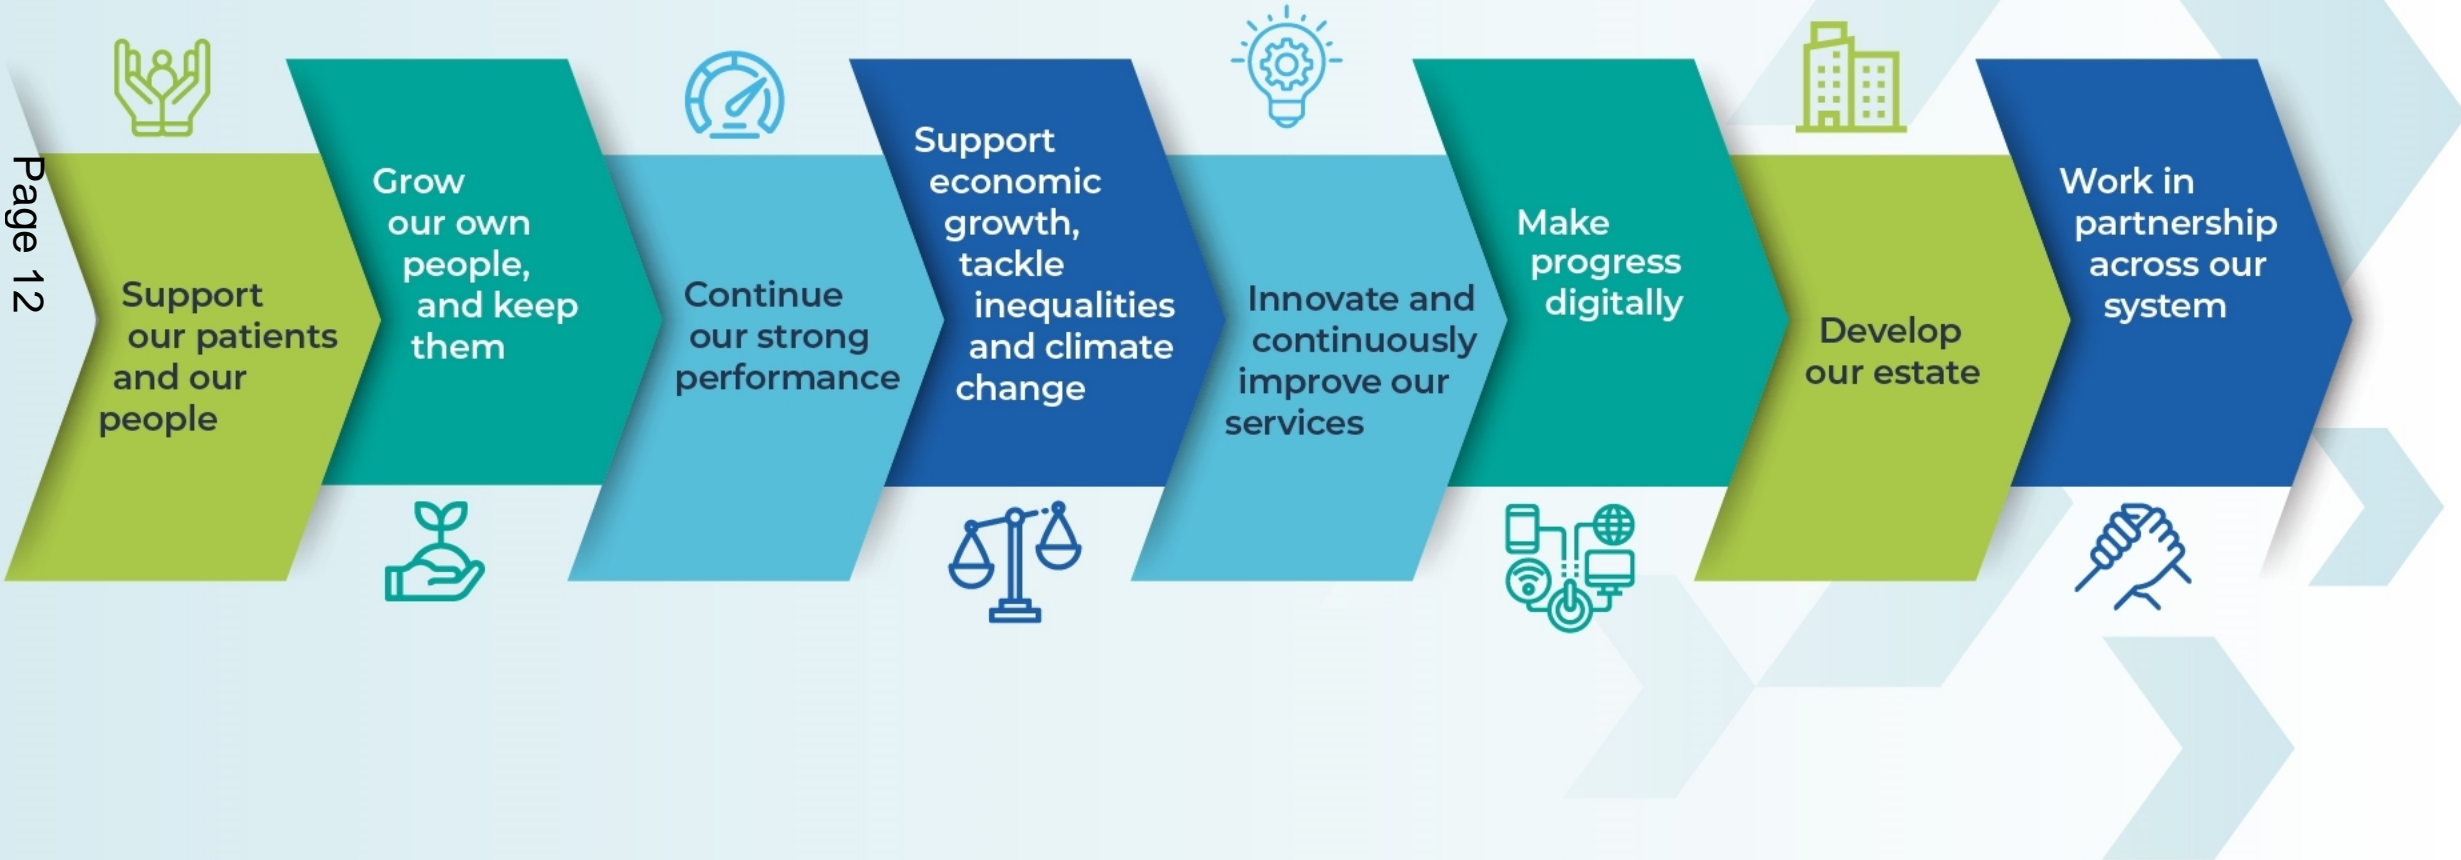 Page 12
Support
our patients
and our
people
Grow
our own
people,
and keep
them
Continue
our strong
performance
Support
economic
growth,
tackle
inequalities
and climate
change
Innovate and
continuously
improve our
services
Make
progress
digitally
Develop
our estate
Work in
partnership
across our
system